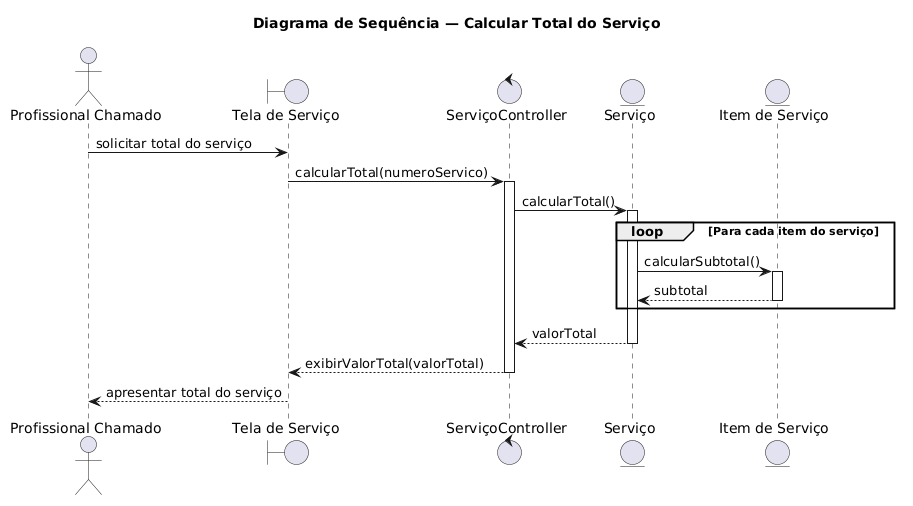 Diagrama de Sequência — Calcular Total do Serviço
Profissional Chamado
Tela de Serviço
ServiçoController
Serviço
Item de Serviço
solicitar total do serviço
calcularTotal(numeroServico)
calcularTotal()
loop
[Para cada item do serviço]
calcularSubtotal()
subtotal
valorTotal
exibirValorTotal(valorTotal)
apresentar total do serviço
Profissional Chamado
Tela de Serviço
ServiçoController
Serviço
Item de Serviço